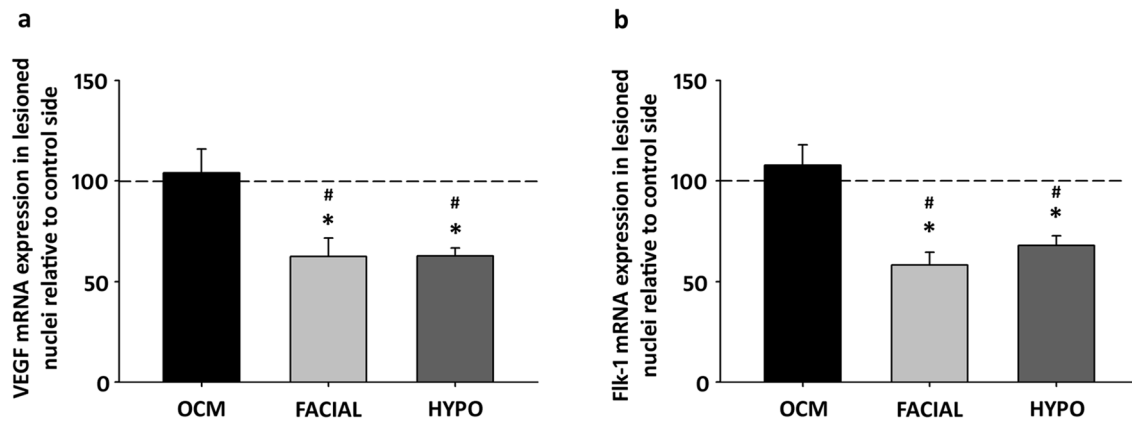 a
VEGF mRNA expression in lesioned
nuclei relative to control side
150
100
50
0
#
*
#
*
OCM FACIAL HYPO
b
Flk-1 mRNA expression in lesioned
nuclei relative to control side
150
100
50
0
#
*
#
*
OCM FACIAL HYPO